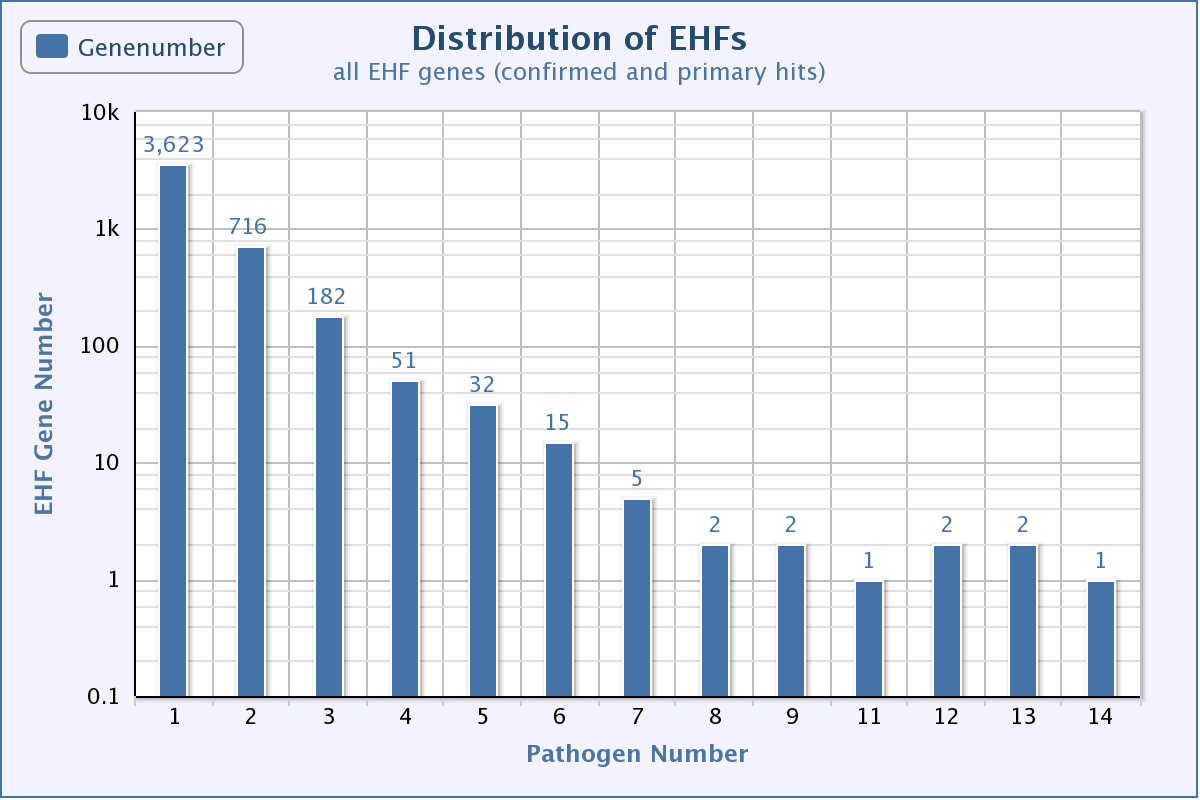 Genenumber
Distribution of EHFs
all EHF genes (confirmed and primary hits)
EHF Gene Number
10k
1k
100
10
1
0.1
3,623
716
182
51
32
15
5
2
2
1
2
2
1
1 2 3 4 5 6 7 8 9 11 12 13 14
Pathogen Number